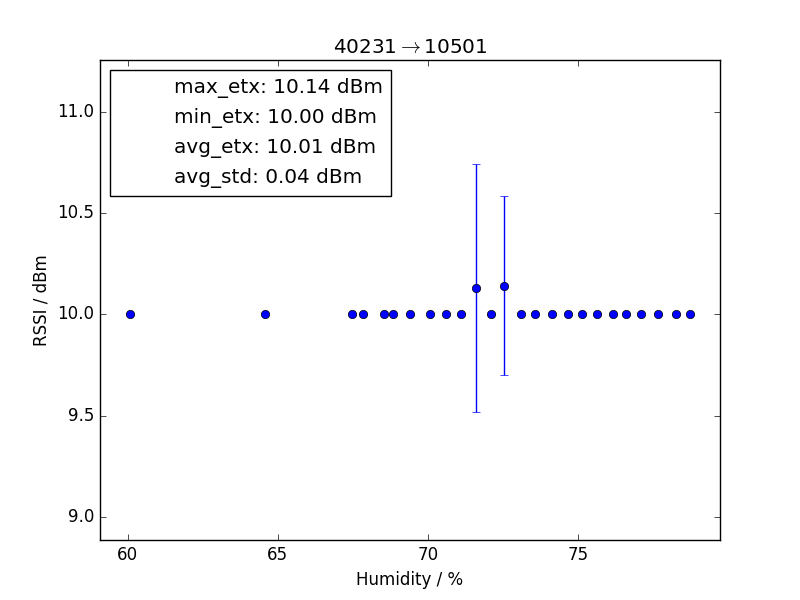 40231→10501
max_etx: 10.14 dBm
min_etx: 10.00 dBm
avg_etx: 10.01 dBm
avg_std: 0.04 dBm
11.0
10.5
10.0
9.5
9.0
RSSI / dBm
60 65 70 75
Humidity / %